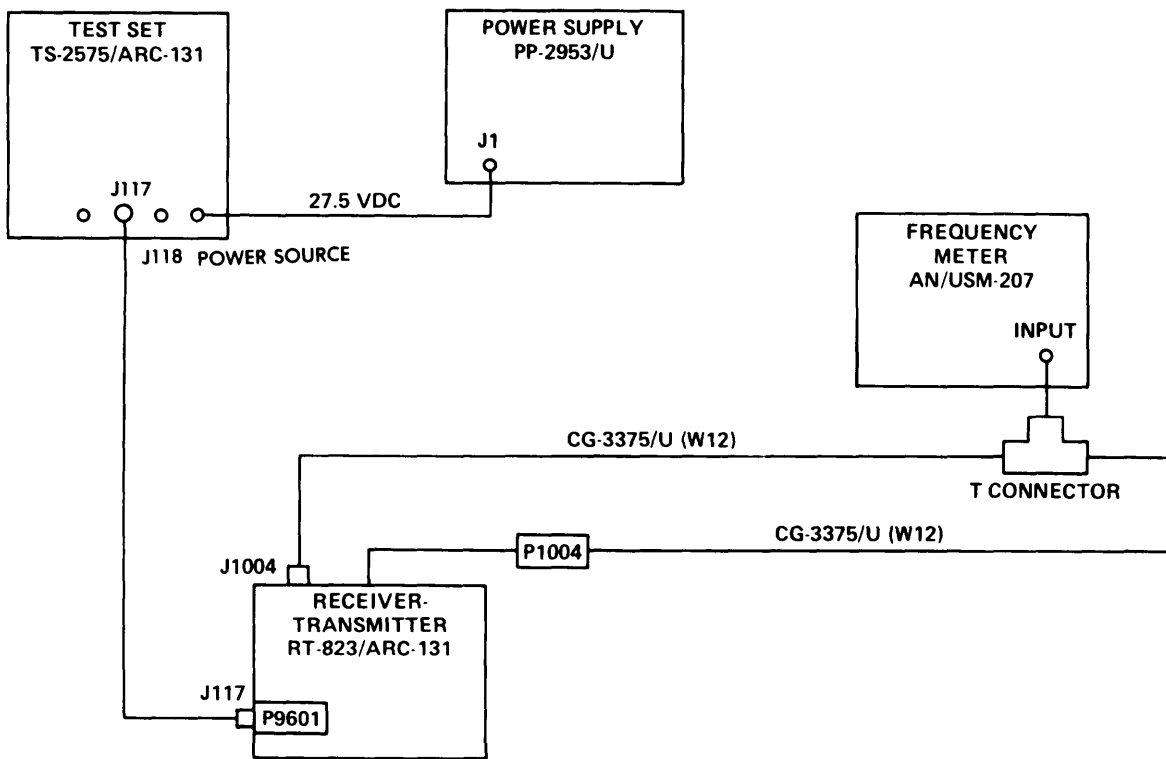 TEST SET
TS-2575/ARC-131
J117
J118 POWER SOURCE
27.5 VDC
POWER SUPPLY
PP-2953/U
J1
FREQUENCY
METER
AN/USM-207
INPUT
CG-3375/U (W12)
T CONNECTOR
CG-3375/U (W12)
P1004
J1004
RECEIVER-
TRANSMITTER
RT-823/ARC-131
J117
P9601